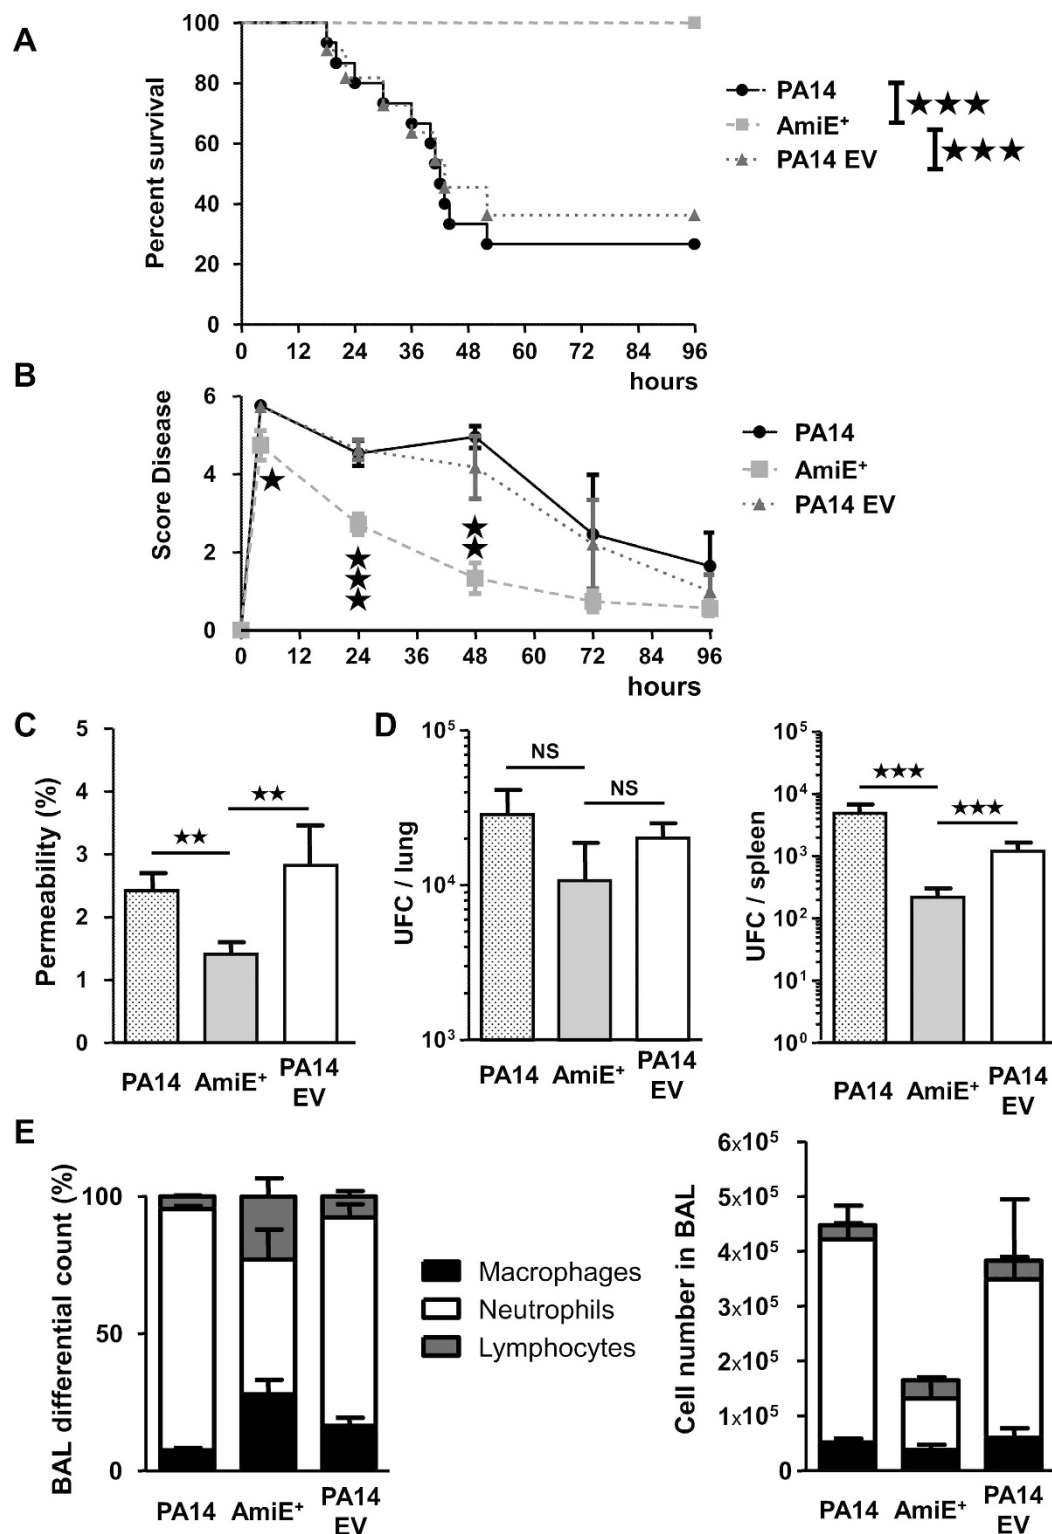 A
Percent survival
100
80
60
40
20
0
0 12 24 36 48 60 72 84 96
hours
PA14 ★★★
AmiE⁺
PA14 EV ★★★
B
Score Disease
6
4
2
0
0 12 24 36 48 60 72 84 96
hours
★
★★★
★★
PA14
AmiE⁺
PA14 EV
C
Permeability (%)
5
4
3
2
1
0
★★
★★
PA14 AmiE⁺ PA14
EV
D
UFC / lung
10⁵
10⁴
10³
NS
NS
PA14 AmiE⁺ PA14
EV
UFC / spleen
10⁵
10⁴
10³
10²
10¹
10⁰
★★★
★★★
PA14 AmiE⁺ PA14
EV
E
BAL differential count (%)
100
50
0
PA14 AmiE⁺ PA14
EV
Macrophages
Neutrophils
Lymphocytes
Cell number in BAL
6x10⁵
5x10⁵
4x10⁵
3x10⁵
2x10⁵
1x10⁵
0
PA14 AmiE⁺ PA14
EV